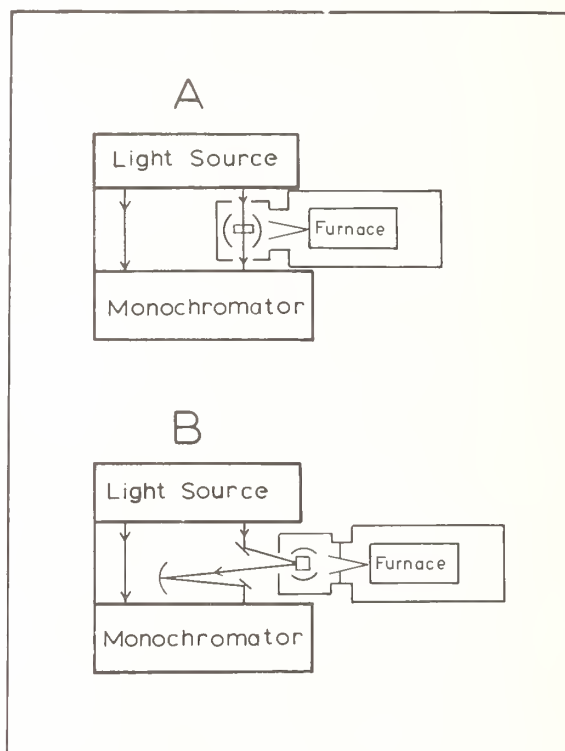 A
Light Source
Furnace
Monochromator
B
Light Source
Furnace
Monochromator